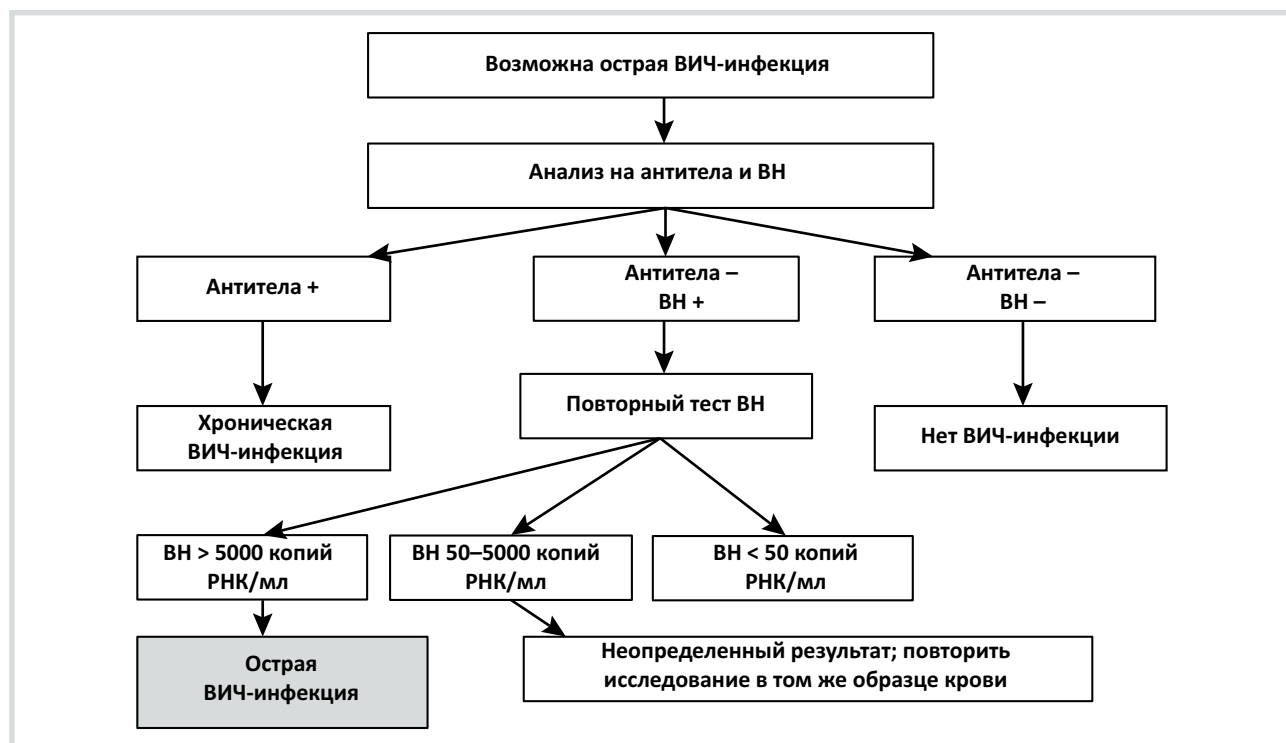 Возможна острая ВИЧ-инфекция
Анализ на антитела и ВН
Антитела +
Антитела –
ВН +
Антитела –
ВН –
Повторный тест ВН
Хроническая
ВИЧ-инфекция
Нет ВИЧ-инфекции
ВН > 5000 копий
РНК/мл
ВН 50–5000 копий
РНК/мл
ВН < 50 копий
РНК/мл
Острая
ВИЧ-инфекция
Неопределенный результат; повторить
исследование в том же образце крови